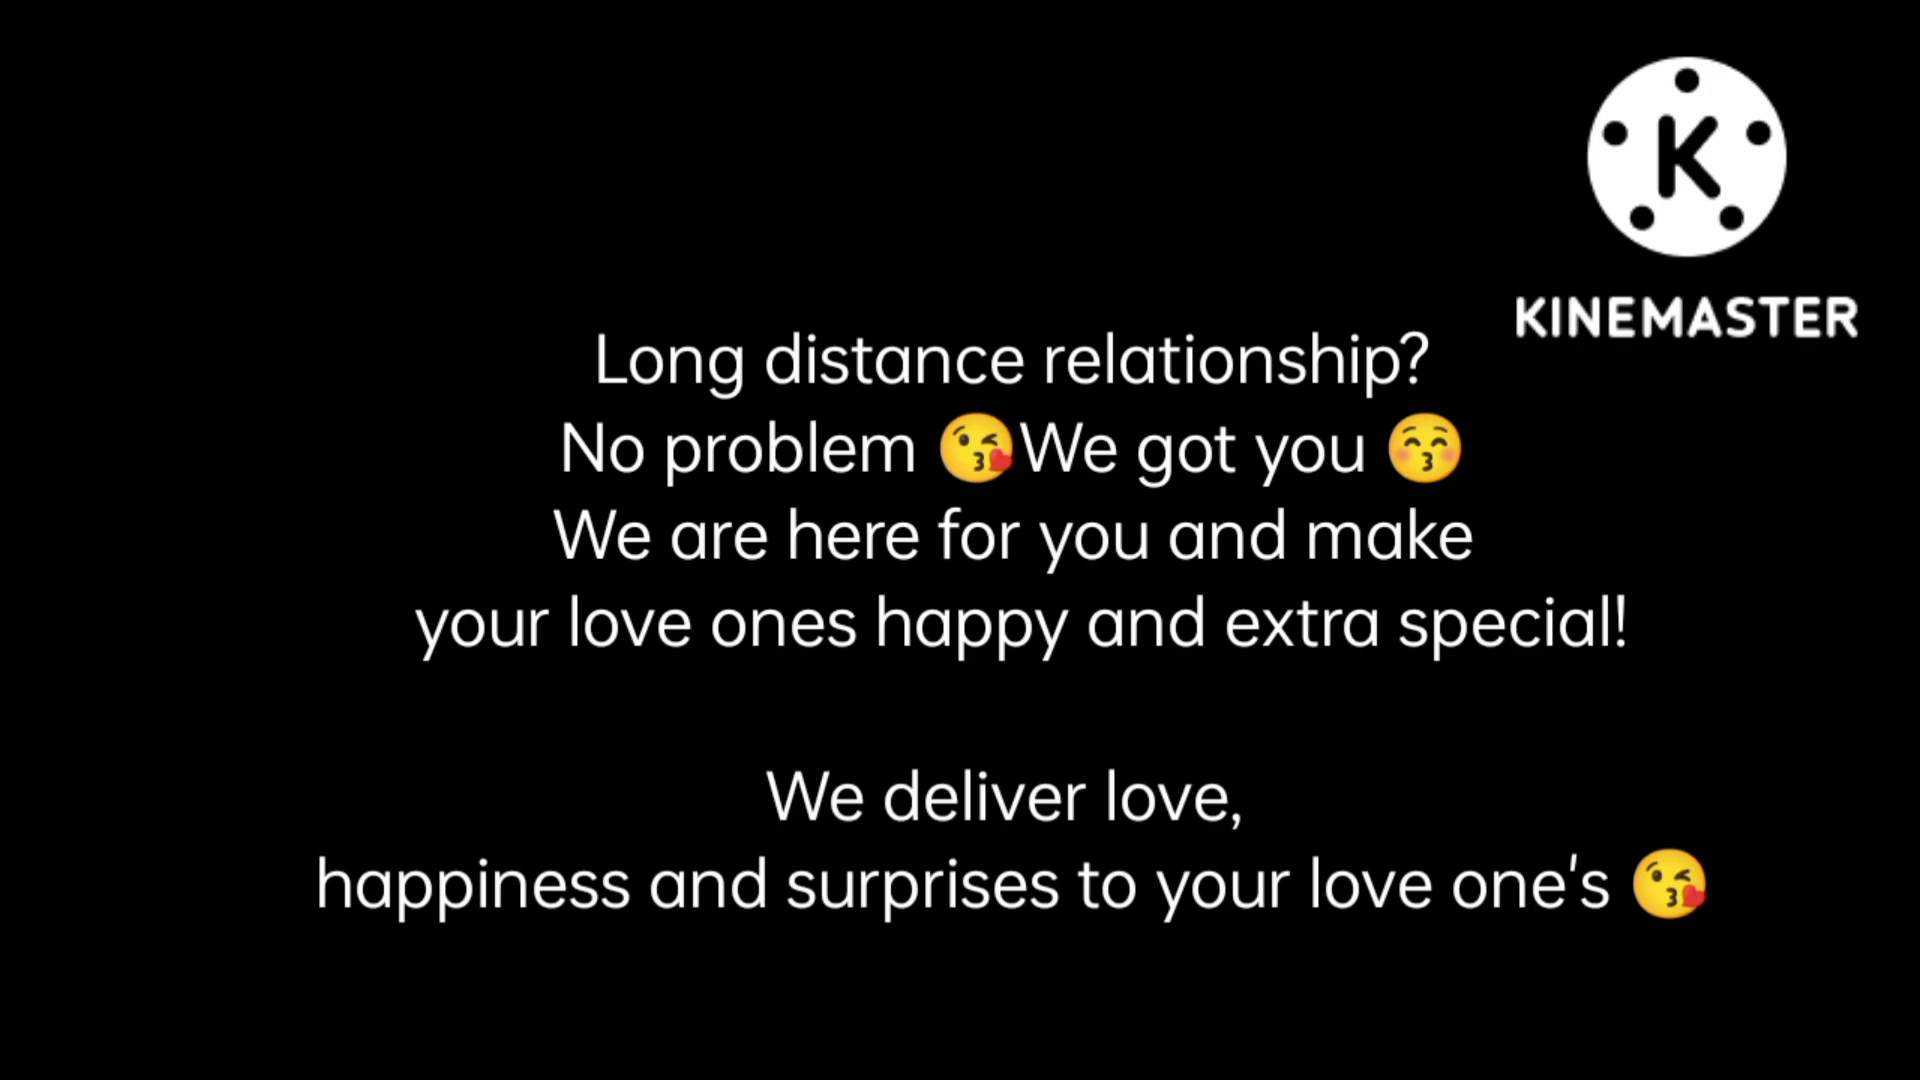 K
KINEMASTER
Long distance relationship?
No problem 😘We got you 😚
We are here for you and make
your love ones happy and extra special!
We deliver love,
happiness and surprises to your love one's 😘